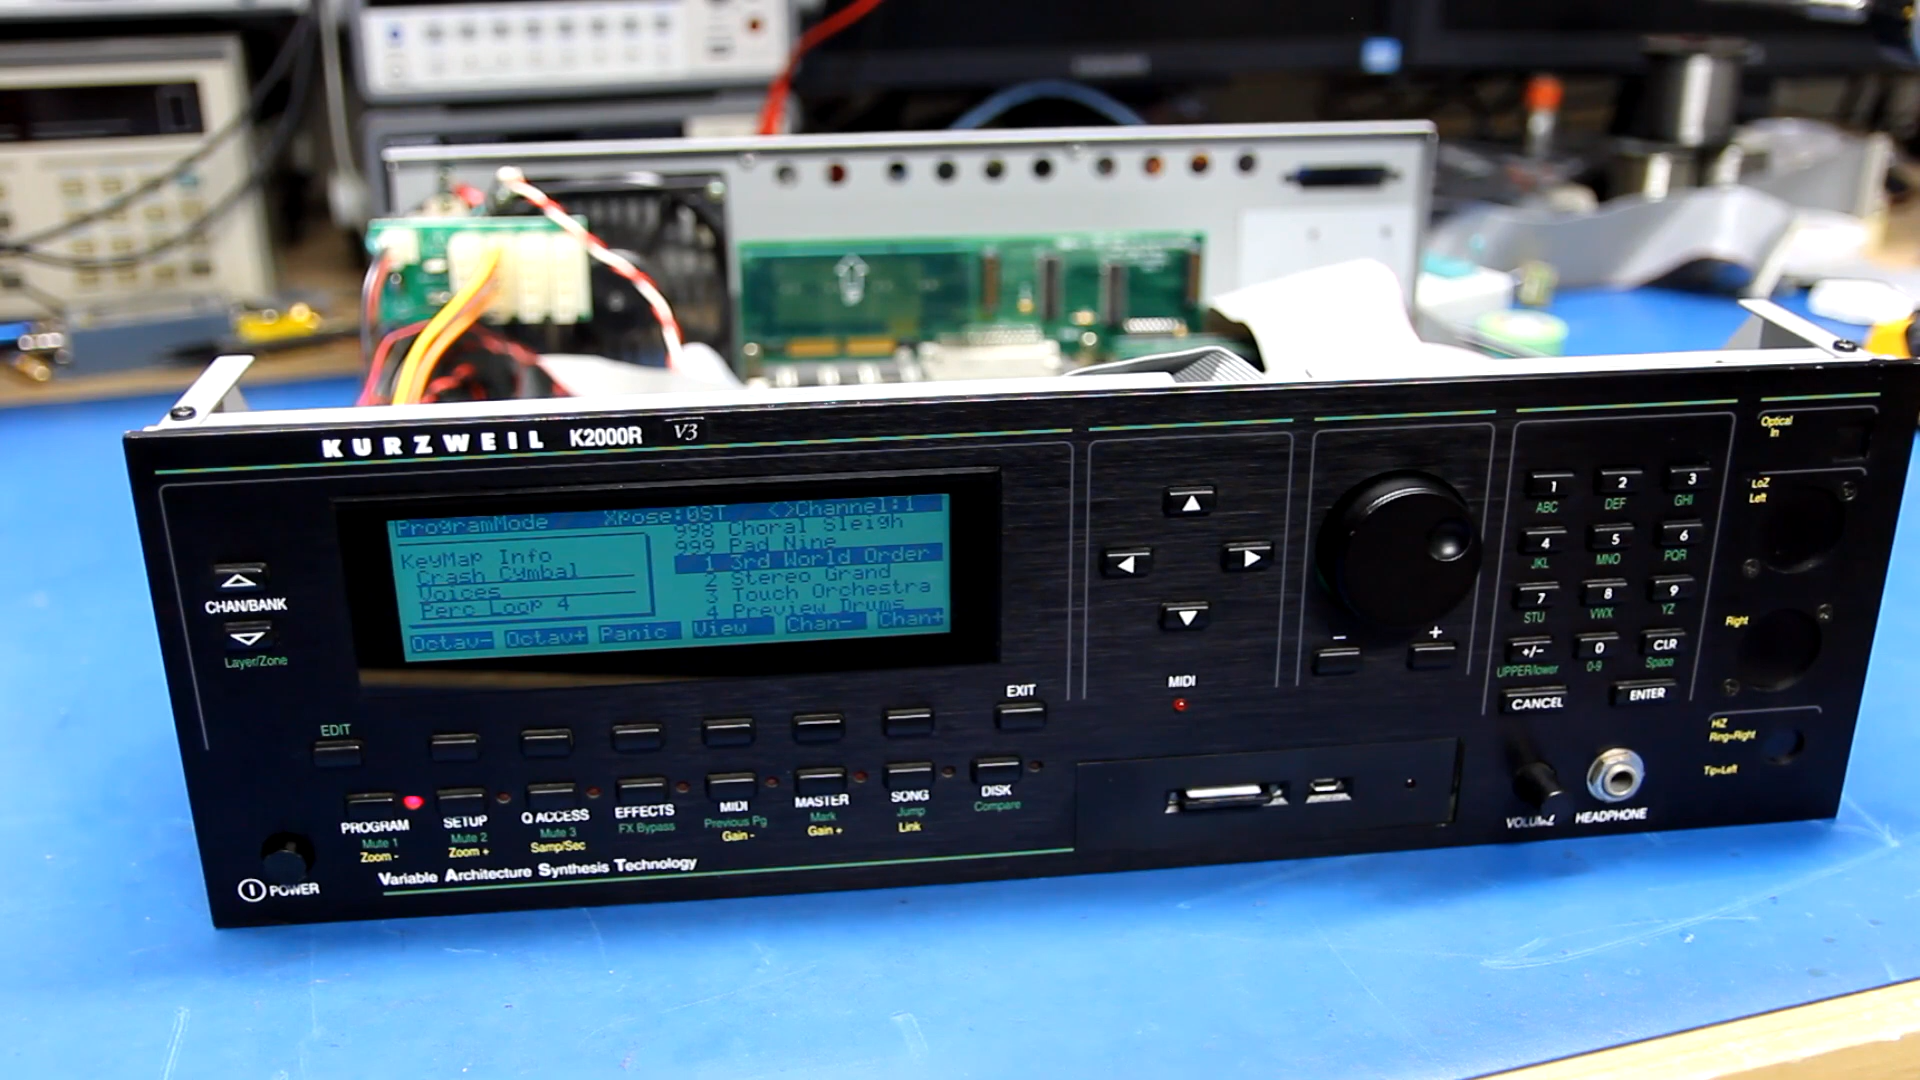 KURZWEIL K2000R V3
ProgramMode Xpose:0ST <>Channel:1
998 Choral Sleigh
999 Pad Nine
KeyMap Info
1 3rd World Order
Crash Cymbal
2 Stereo Grand
Voices
3 Touch Orchestra
Perc Loop 4
4 Preview Drums
Octav- Octav+ Panic View Chan- Chan+
CHAN/BANK
Layer/Zone
EDIT
EXIT
PROGRAM
Mute 1
Zoom -
SETUP
Mute 2
Zoom +
Q ACCESS
Mute 3
Samp/Sec
EFFECTS
FX Bypass
MIDI
Previous Pg
Gain -
MASTER
Mark
Gain +
SONG
Jump
Link
DISK
Compare
POWER
Variable Architecture Synthesis Technology
MIDI
- +
1 2 3
ABC DEF GHI
4 5 6
JKL MNO PQR
7 8 9
STU VWX YZ
+/- 0 CLR
UPPER/lower 0-9 Space
CANCEL ENTER
VOLUME HEADPHONE
Optical
In
LoZ
Left
Right
HiZ
Ring=Right
Tip=Left